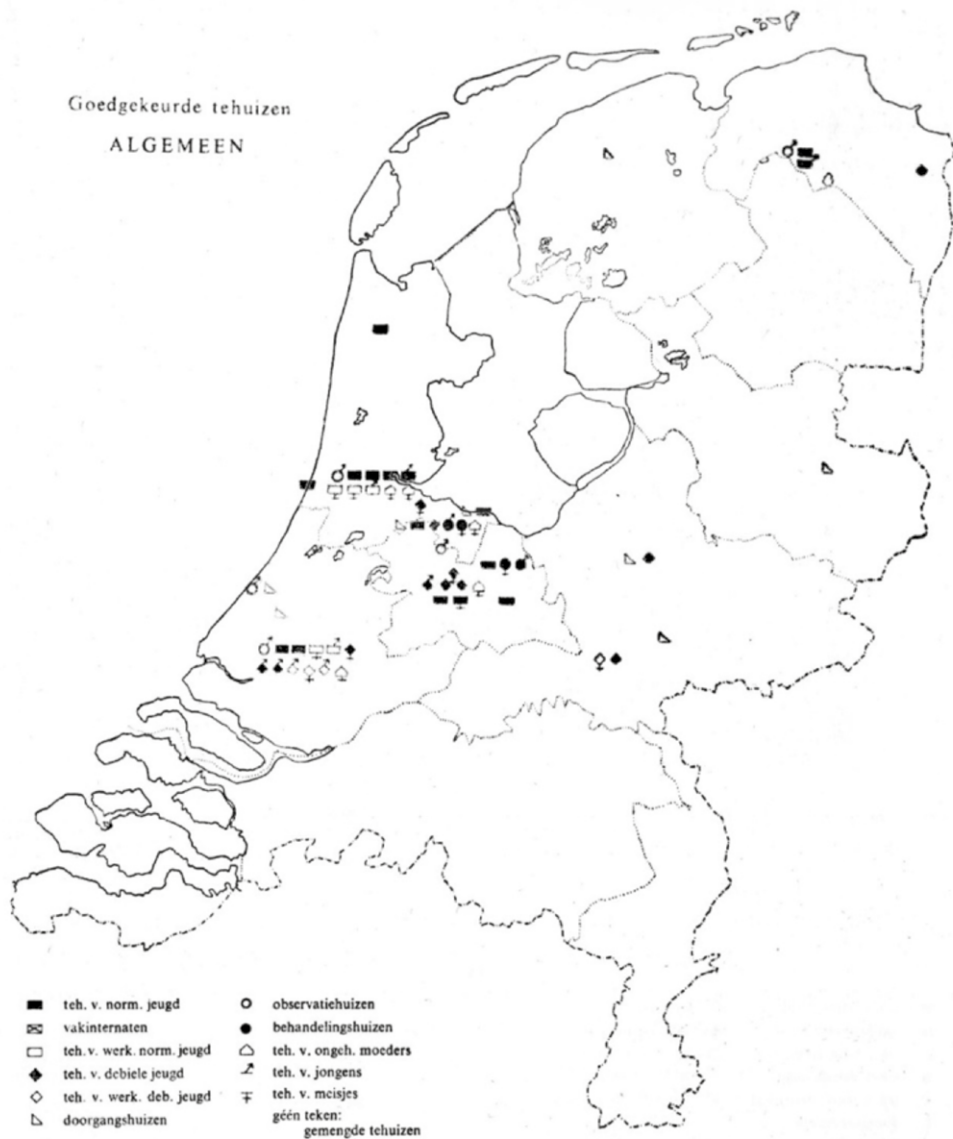 Goedgekeurde tehuizen
ALGEMEEN
teh. v. norm. jeugd
vakinternaten
teh. v. werk. norm. jeugd
teh. v. debiele jeugd
teh. v. werk. deb. jeugd
doorgangshuizen
observatiehuizen
behandelingshuizen
teh. v. ongeh. moeders
teh. v. jongens
teh. v. meisjes
géén teken:
gemengde tehuizen